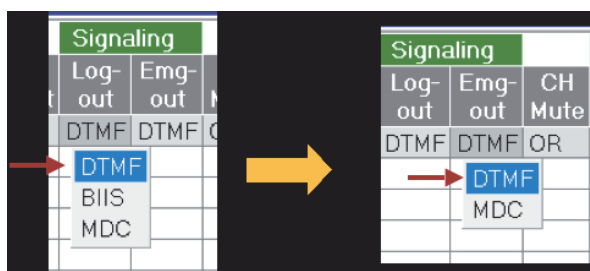 Signaling
Log-
out
Emg-
out
DTMF DTMF
DTMF
BIIS
MDC
Signaling
Log-
out
Emg-
out
CH
Mute
DTMF DTMF OR
DTMF
MDC